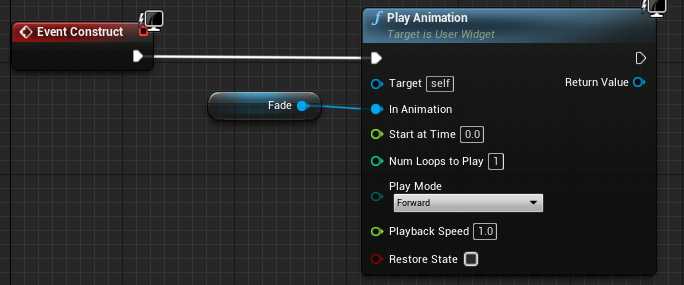 Event Construct
Play Animation
Target is User Widget
Target self
Return Value
Fade
In Animation
Start at Time 0.0
Num Loops to Play 1
Play Mode
Forward
Playback Speed 1.0
Restore State